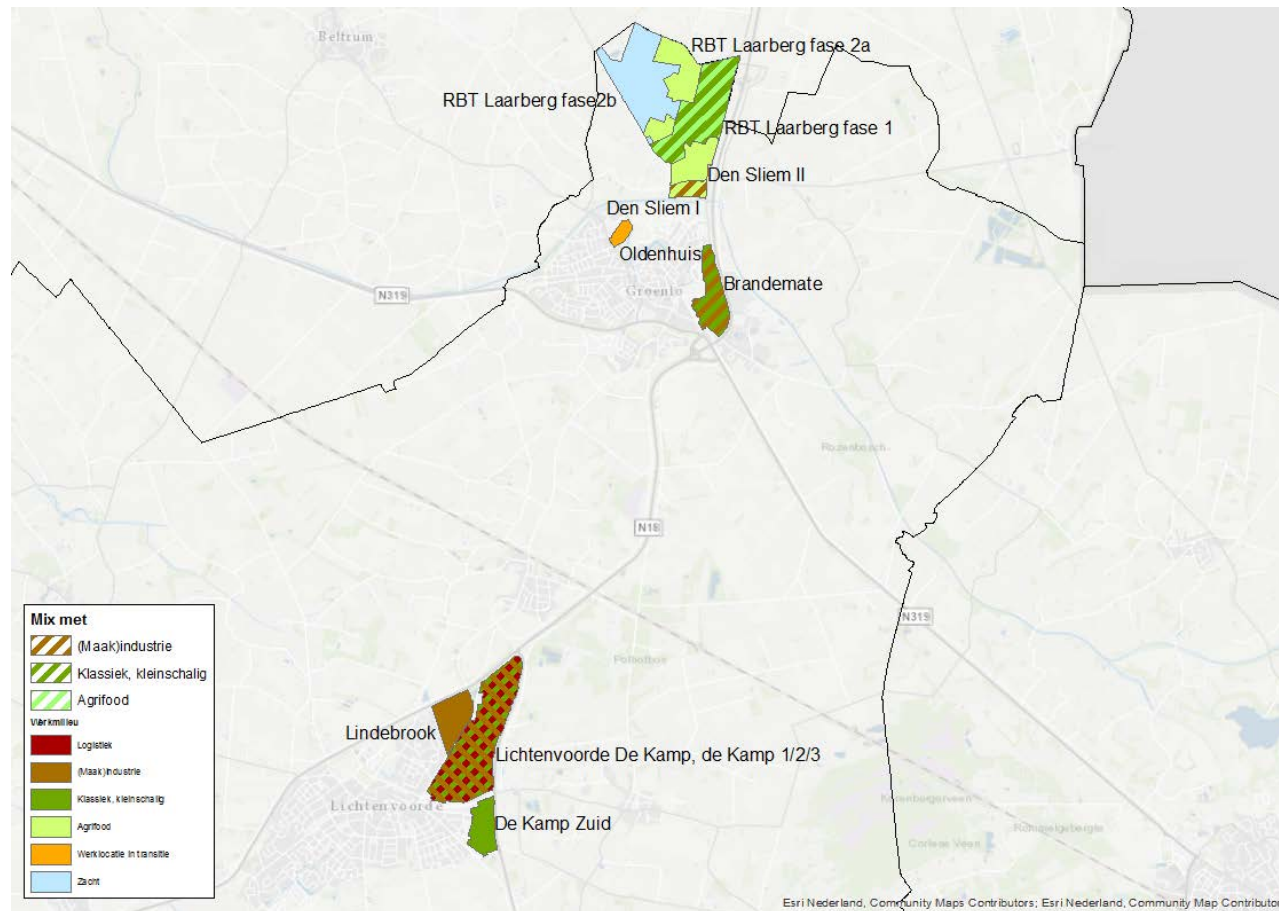 Beltrum
RBT Laarberg fase 2a
RBT Laarberg fase2b
RBT Laarberg fase 1
Den Sliem II
Den Sliem I
Oldenhuis
Groenlo
Brandemate
N319
N18
N319
Lindebrook
Lichtenvoorde De Kamp, de Kamp 1/2/3
Lichtenvoorde
De Kamp Zuid
Mix met
(Maak)industrie
Klassiek, kleinschalig
Agrifood
Werkmilieu
Logistiek
(Maak)industrie
Klassiek, kleinschalig
Agrifood
Werklocatie in transitie
Zacht
Esri Nederland, Community Maps Contributors; Esri Nederland, Community Map Contributor